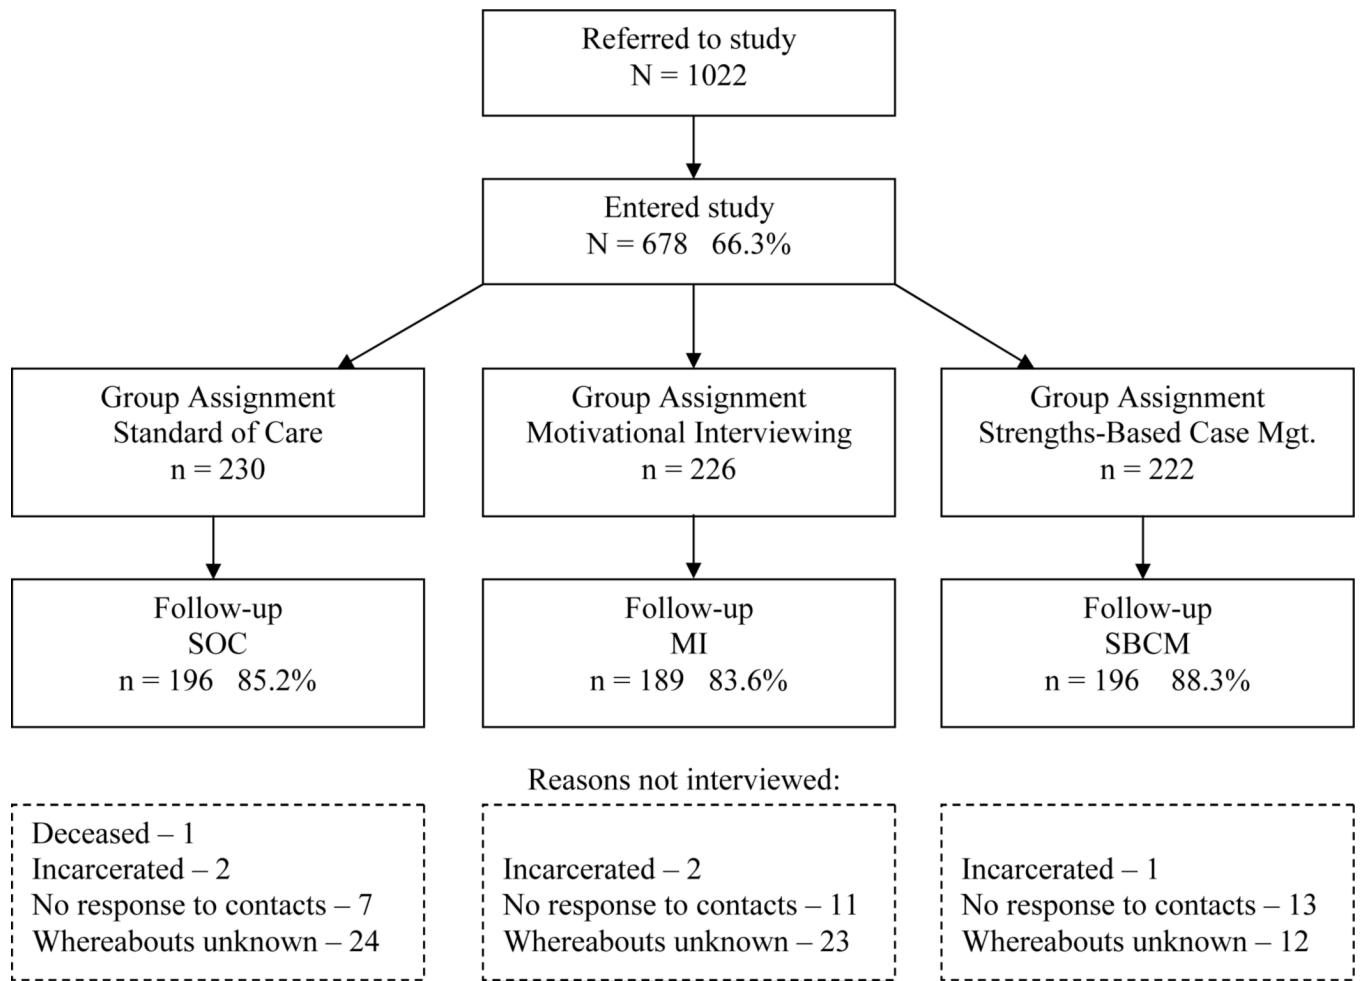 Referred to study
N = 1022
Entered study
N = 678 66.3%
Group Assignment
Standard of Care
n = 230
Group Assignment
Motivational Interviewing
n = 226
Group Assignment
Strengths-Based Case Mgt.
n = 222
Follow-up
SOC
n = 196 85.2%
Follow-up
MI
n = 189 83.6%
Follow-up
SBCM
n = 196 88.3%
Reasons not interviewed:
Deceased – 1
Incarcerated – 2
No response to contacts – 7
Whereabouts unknown – 24
Incarcerated – 2
No response to contacts – 11
Whereabouts unknown – 23
Incarcerated – 1
No response to contacts – 13
Whereabouts unknown – 12